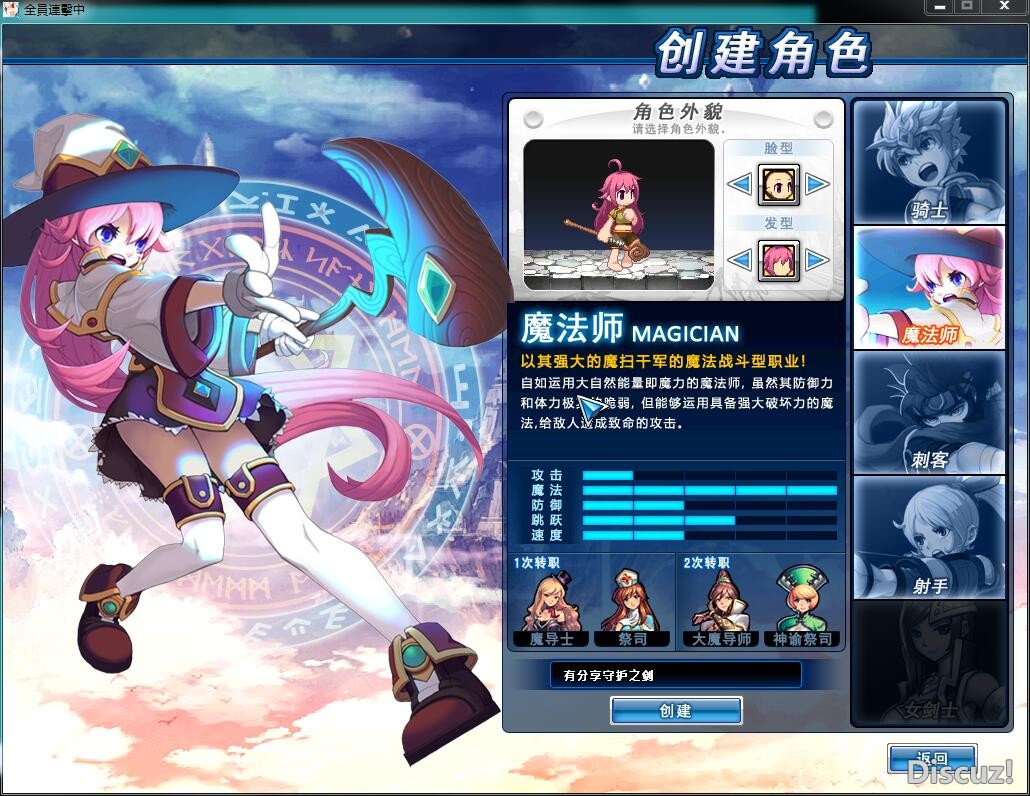 全員連擊中
创建角色
角色外貌
请选择角色外貌。
脸型
发型
魔法师 MAGICIAN
以其强大的魔扫千军的魔法战斗型职业!
自如运用大自然能量即魔力的魔法师, 虽然其防御力
和体力极 脆弱, 但能够运用具备强大破坏力的魔
法,给敌人造成致命的攻击。
攻击
魔法
防御
跳跃
速度
1次转职
2次转职
魔导士
祭司
大魔导师
神谕祭司
有分享守护之剑
创建
骑士
魔法师
刺客
射手
女剑士
返回
Discuz!